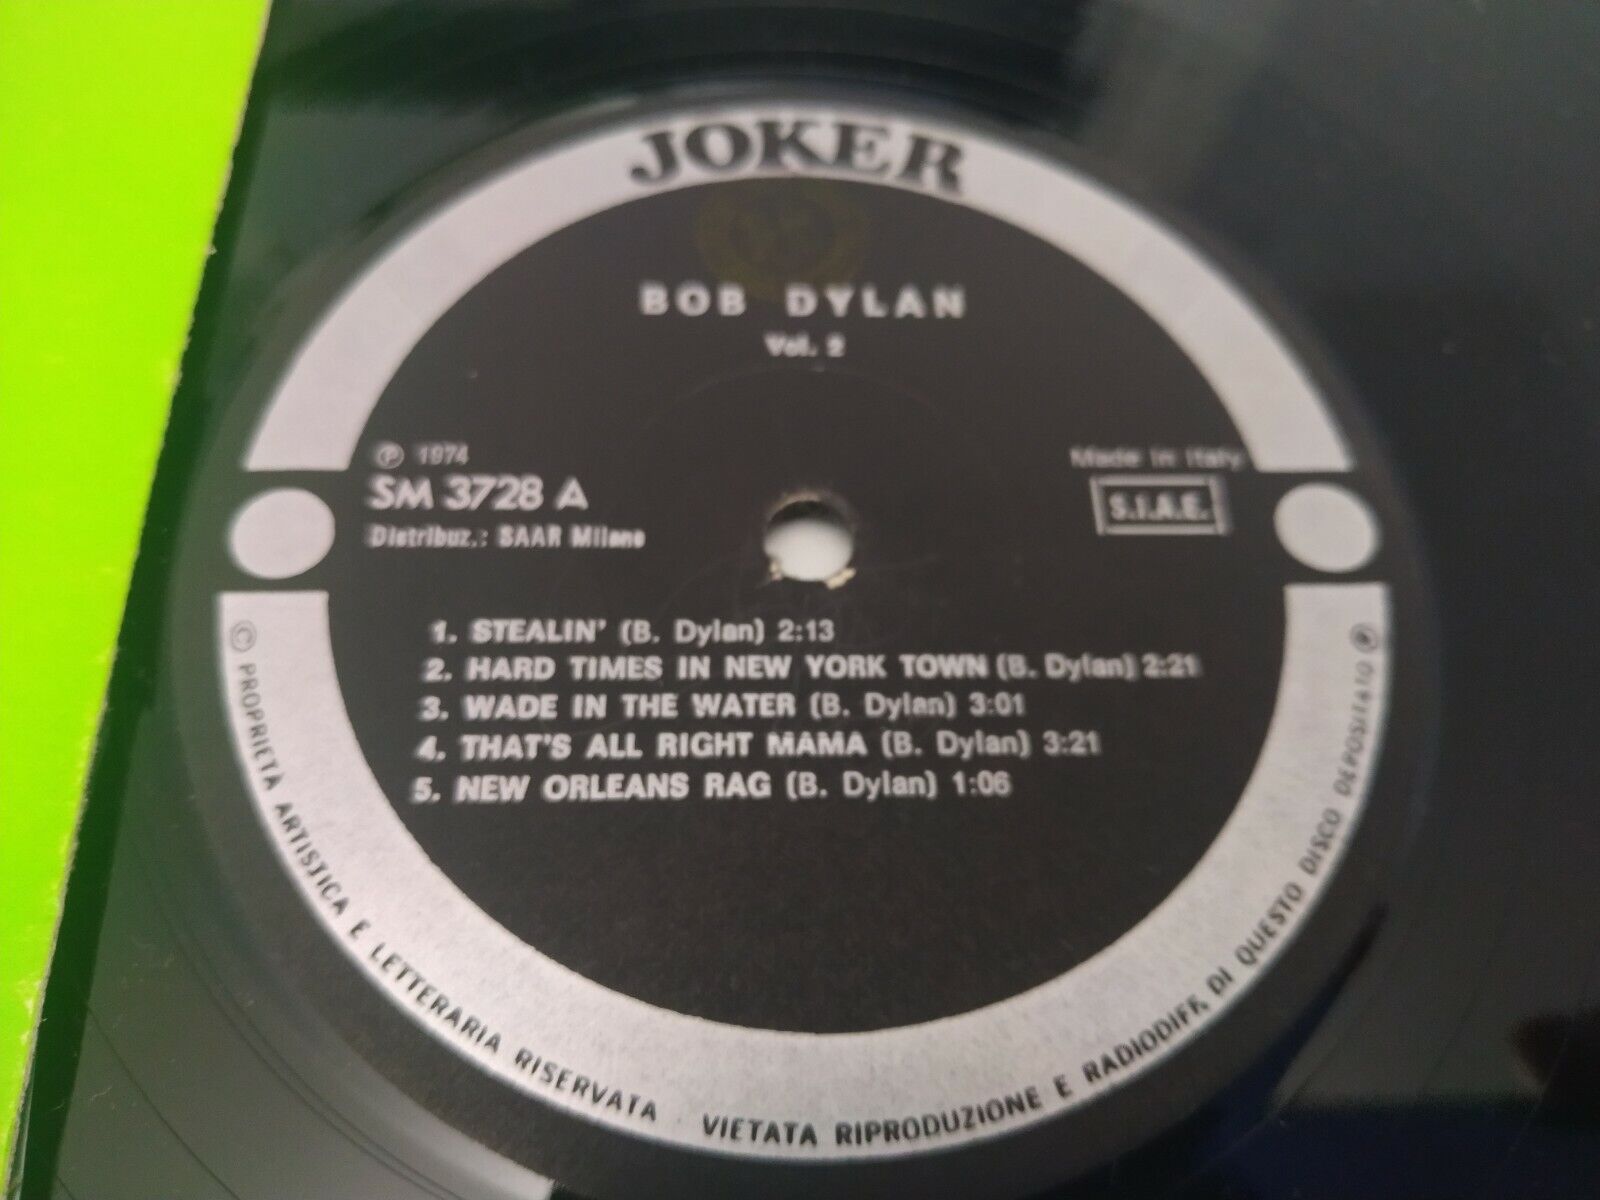 JOKER
BOB DYLAN
Vol. 2
℗ 1974
SM 3728 A
Distribuz.: SAAR Milano
Made in Italy
S.I.A.E.
1. STEALIN' (B. Dylan) 2:13
2. HARD TIMES IN NEW YORK TOWN (B. Dylan) 2:21
3. WADE IN THE WATER (B. Dylan) 3:01
4. THAT'S ALL RIGHT MAMA (B. Dylan) 3:21
5. NEW ORLEANS RAG (B. Dylan) 1:06
© PROPRIETÀ ARTISTICA E LETTERARIA RISERVATA VIETATA RIPRODUZIONE E RADIODIFF. DI QUESTO DISCO DEPOSITATO ℗